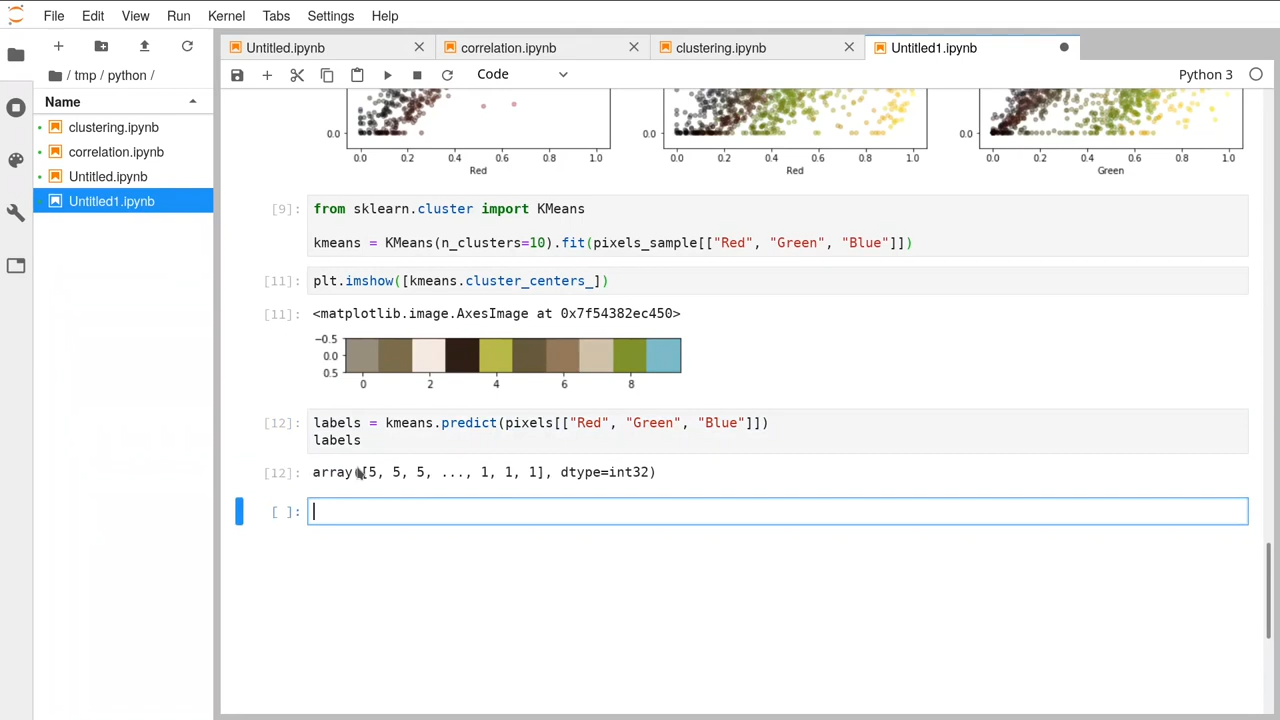 File Edit View Run Kernel Tabs Settings Help
Untitled.ipynb
correlation.ipynb
clustering.ipynb
Untitled1.ipynb
/ tmp / python /
Code
Python 3
Name
clustering.ipynb
correlation.ipynb
Untitled.ipynb
Untitled1.ipynb
0.0
0.0 0.2 0.4 0.6 0.8 1.0
Red
0.0
0.0 0.2 0.4 0.6 0.8 1.0
Red
0.0
0.0 0.2 0.4 0.6 0.8 1.0
Green
[9]:
from sklearn.cluster import KMeans
kmeans = KMeans(n_clusters=10).fit(pixels_sample[["Red", "Green", "Blue"]])
[11]:
plt.imshow([kmeans.cluster_centers_])
[11]:
<matplotlib.image.AxesImage at 0x7f54382ec450>
−0.5
0.0
0.5
0 2 4 6 8
[12]:
labels = kmeans.predict(pixels[["Red", "Green", "Blue"]])
labels
[12]:
array([5, 5, 5, ..., 1, 1, 1], dtype=int32)
[ ]: